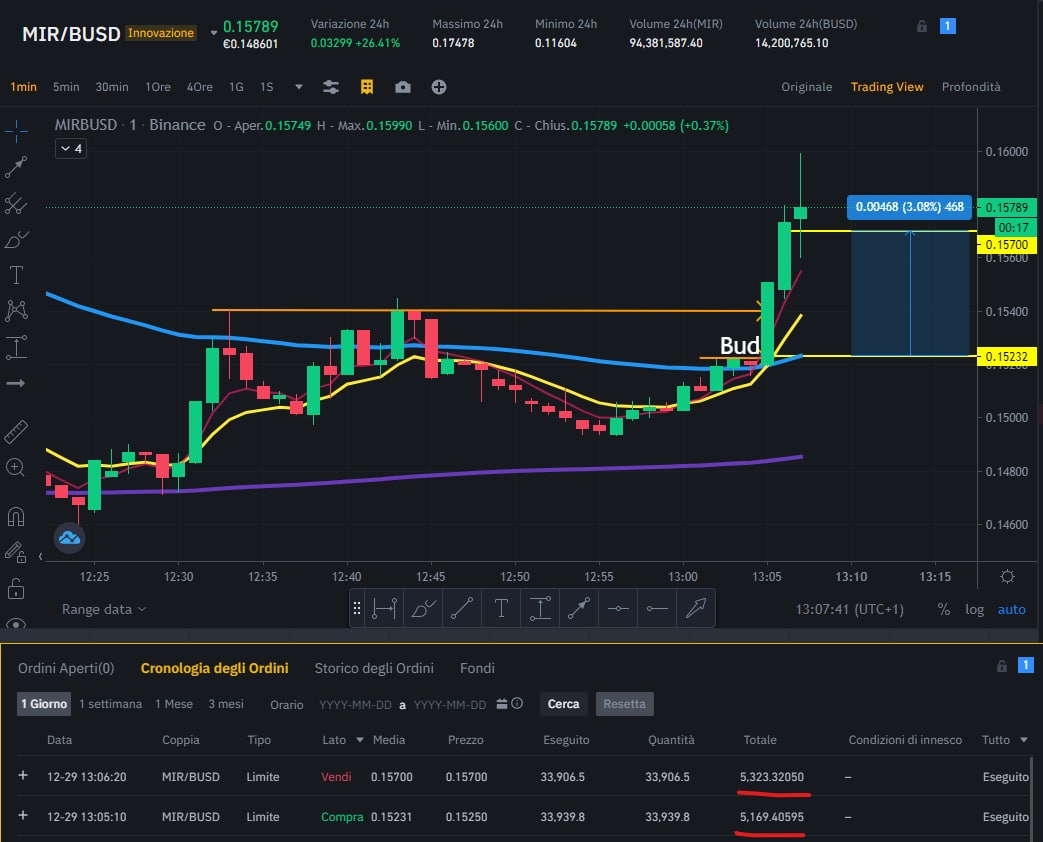 MIR/BUSD Innovazione 0.15789 €0.148601
Variazione 24h 0.03299 +26.41%
Massimo 24h 0.17478
Minimo 24h 0.11604
Volume 24h(MIR) 94,381,587.40
Volume 24h(BUSD) 14,200,765.10
1
1min 5min 30min 1Ore 4Ore 1G 1S Originale Trading View Profondità
MIRBUSD · 1 · Binance O - Aper.0.15749 H - Max.0.15990 L - Min.0.15600 C - Chius.0.15789 +0.00058 (+0.37%)
4
0.16000
0.00468 (3.08%) 468
0.15789
00:17
0.15700
0.15600
0.15400
Bud
0.15232
0.15000
0.14800
0.14600
12:25 12:30 12:35 12:40 12:45 12:50 12:55 13:00 13:05 13:10 13:15
Range data T 13:07:41 (UTC+1) % log auto
Ordini Aperti(0) Cronologia degli Ordini Storico degli Ordini Fondi 1
1 Giorno 1 settimana 1 Mese 3 mesi Orario YYYY-MM-DD a YYYY-MM-DD Cerca Resetta
Data Coppia Tipo Lato Media Prezzo Eseguito Quantità Totale Condizioni di innesco Tutto
+ 12-29 13:06:20 MIR/BUSD Limite Vendi 0.15700 0.15700 33,906.5 33,906.5 5,323.32050 – Eseguito
+ 12-29 13:05:10 MIR/BUSD Limite Compra 0.15231 0.15250 33,939.8 33,939.8 5,169.40595 – Eseguito